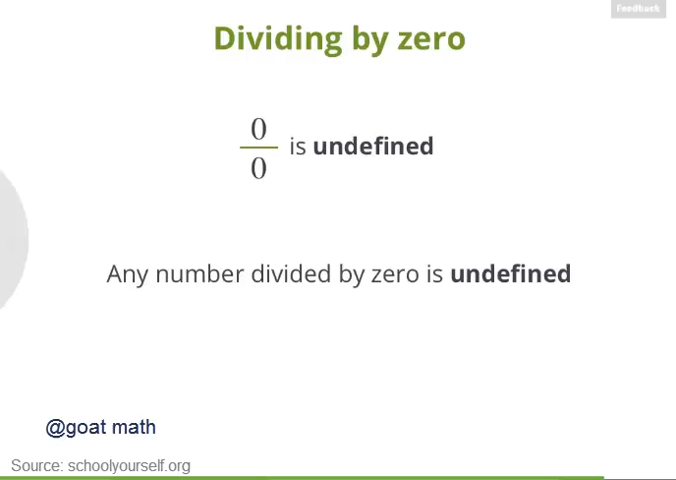 Feedback
Dividing by zero
0
0
is undefined
Any number divided by zero is undefined
@goat math
Source: schoolyourself.org